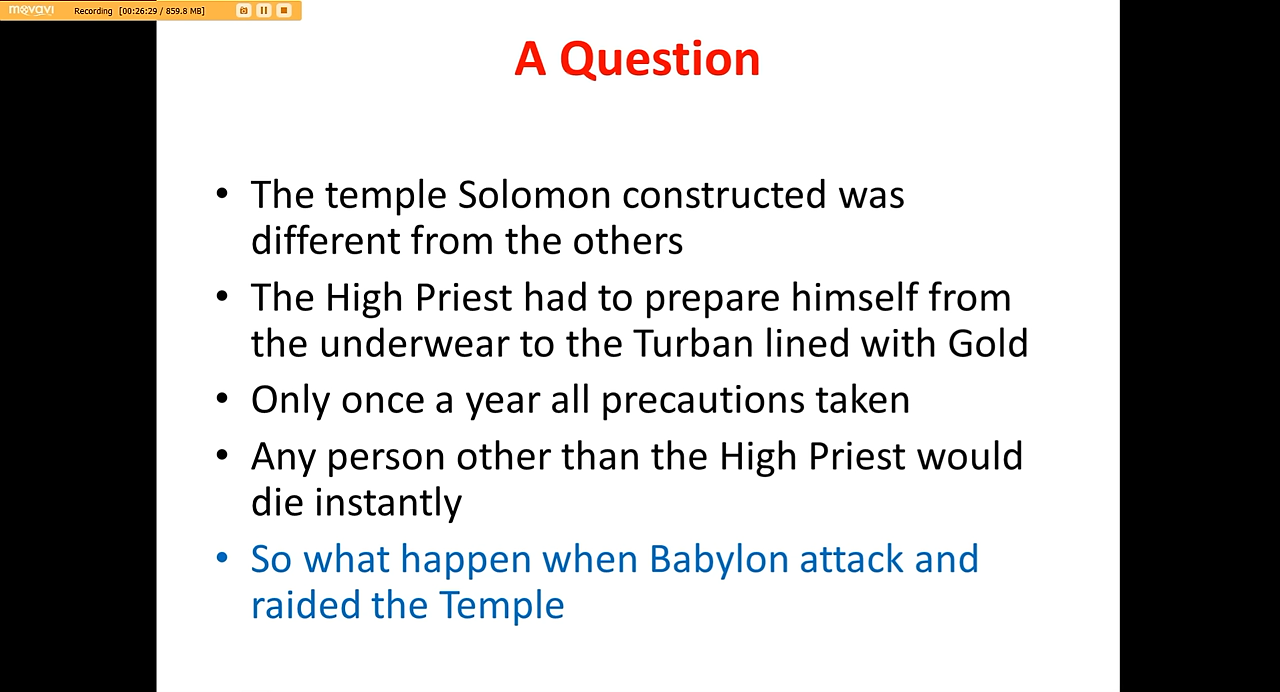 movavi Recording [00:26:29 / 859.8 MB]
A Question
• The temple Solomon constructed was
different from the others
• The High Priest had to prepare himself from
the underwear to the Turban lined with Gold
• Only once a year all precautions taken
• Any person other than the High Priest would
die instantly
• So what happen when Babylon attack and
raided the Temple